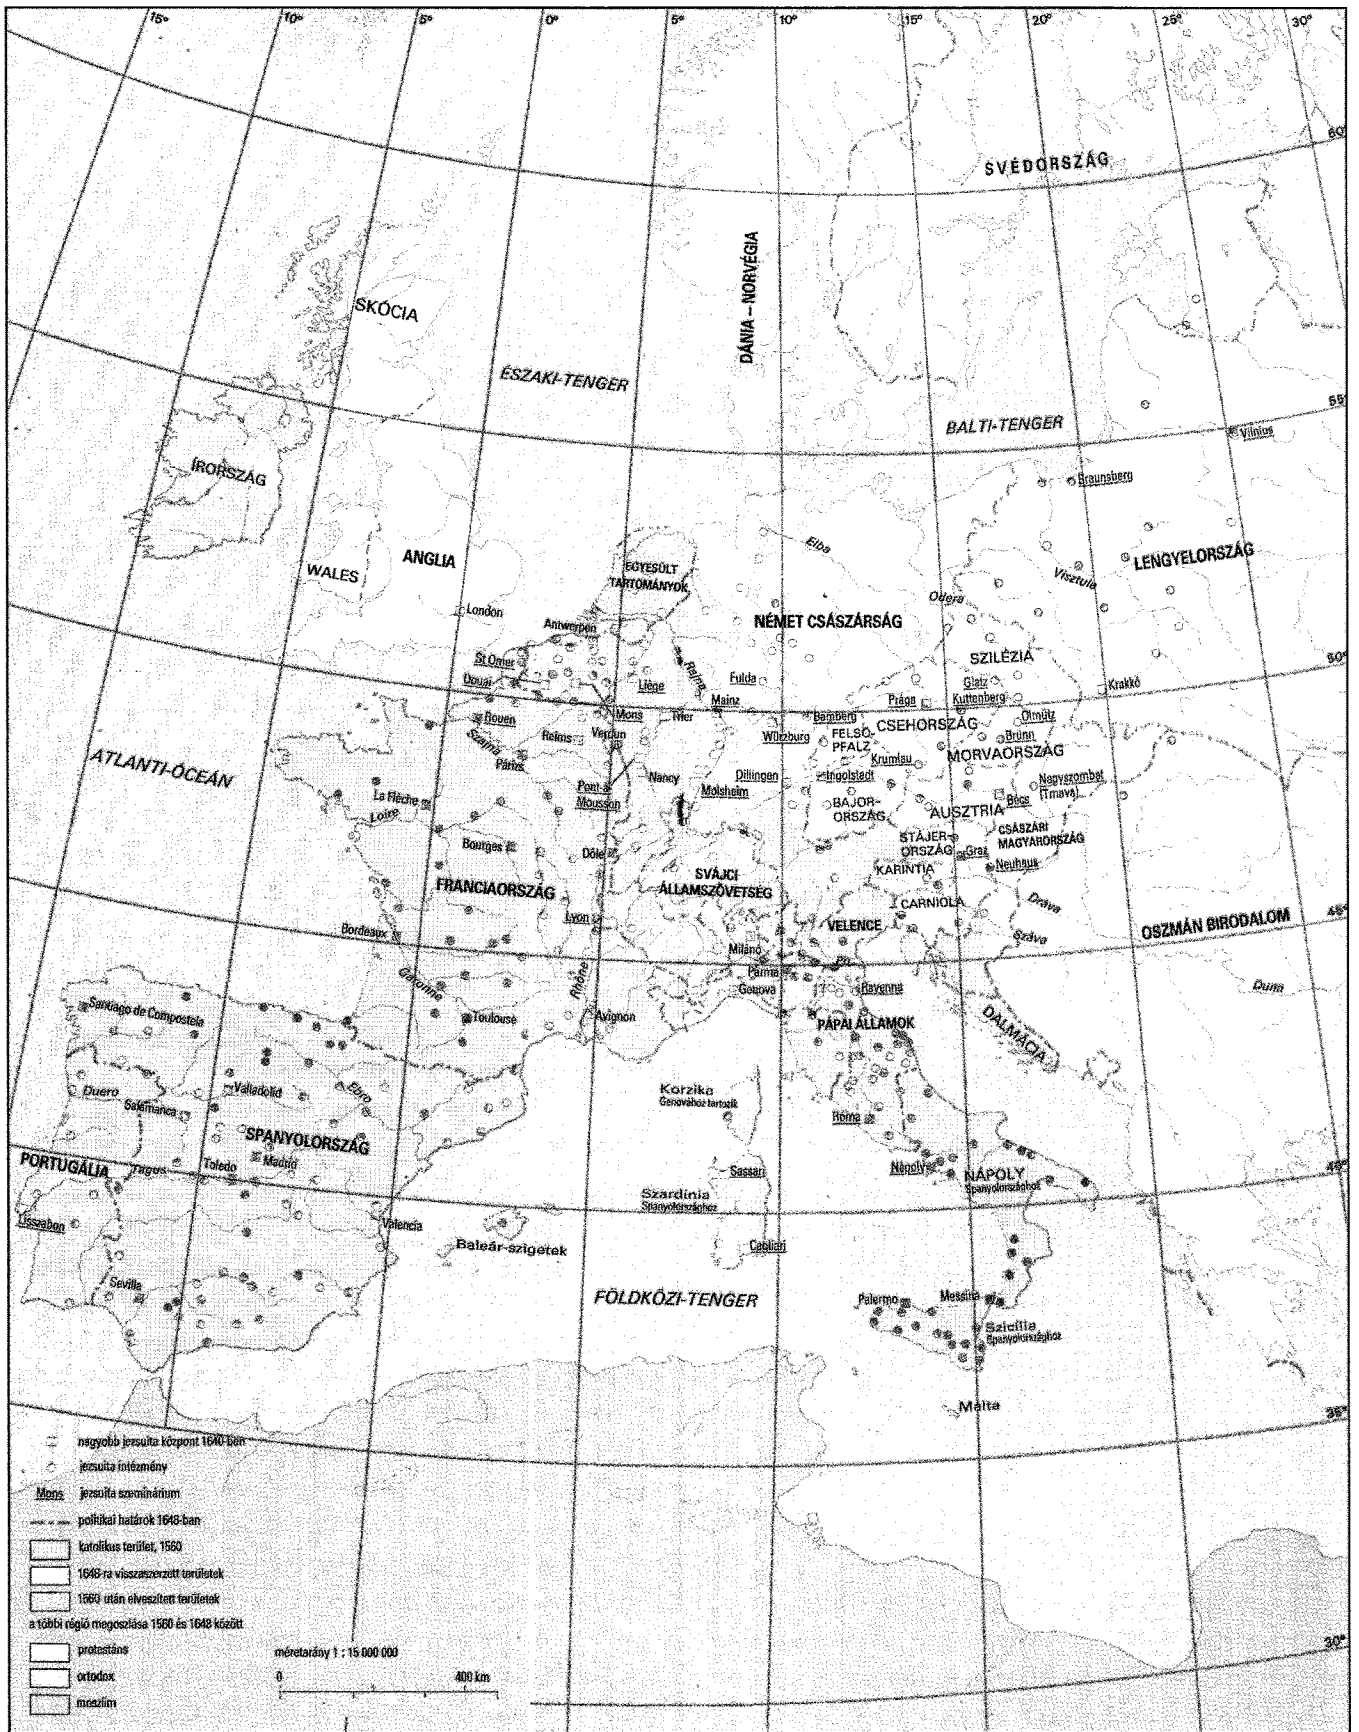 15°
10°
5°
0°
5°
10°
15°
20°
25°
30°
60°
SVÉDORSZÁG
SKÓCIA
DÁNIA – NORVÉGIA
ÉSZAKI-TENGER
55°
BALTI-TENGER
Vilnius
ÍRORSZÁG
Braunsberg
Elba
ANGLIA
WALES
EGYESÜLT
TARTOMÁNYOK
LENGYELORSZÁG
Visztula
Odera
London
Antwerpen
NÉMET CSÁSZÁRSÁG
St Omer
SZILÉZIA
50°
Douai
Rajna
Liège
Fulda
Glatz
Krakkó
Mainz
Prága
Kuttenberg
Rouen
Mons
Trier
Bamberg
CSEHORSZÁG
Olmütz
Szajna
Reims
Verdun
Würzburg
FELSŐ-
PFALZ
Brünn
MORVAORSZÁG
ATLANTI-ÓCEÁN
Párizs
Krumlau
Nancy
Dillingen
Ingolstadt
Nagyszombat
(Trnava)
Pont-à-
Mousson
Molsheim
La Flèche
Loire
BAJOR-
ORSZÁG
Bécs
AUSZTRIA
CSÁSZÁRI
MAGYARORSZÁG
STÁJER-
ORSZÁG
Bourges
Dôle
Graz
Neuhaus
SVÁJCI
ÁLLAMSZÖVETSÉG
KARINTIA
FRANCIAORSZÁG
CARNIOLA
Dráva
Lyon
45°
VELENCE
OSZMÁN BIRODALOM
Bordeaux
Száva
Milánó
Pó
Parma
Garonne
Rhône
Genova
Ravenna
Duna
Santiago de Compostela
Toulouse
Avignon
PÁPAI ÁLLAMOK
DALMÁCIA
Duero
Valladolid
Ebro
Korzika
Genovához tartozik
Salamanca
Róma
SPANYOLORSZÁG
PORTUGÁLIA
Tagus
Toledo
Madrid
Sassari
Nápoly
NÁPOLY
Spanyolországhoz
40°
Szardínia
Spanyolországhoz
Lisszabon
Valencia
Baleár-szigetek
Cagliari
Sevilla
FÖLDKÖZI-TENGER
Palermo
Messina
Szicília
Spanyolországhoz
Málta
35°
nagyobb jezsuita központ 1640-ben
jezsuita intézmény
Mons jezsuita szeminárium
politikai határok 1648-ban
katolikus terület, 1560
1648-ra visszaszerzett területek
1560 után elveszített területek
a többi régió megoszlása 1560 és 1648 között
protestáns
ortodox
moszlim
méretarány 1 : 15 000 000
0 400 km
30°